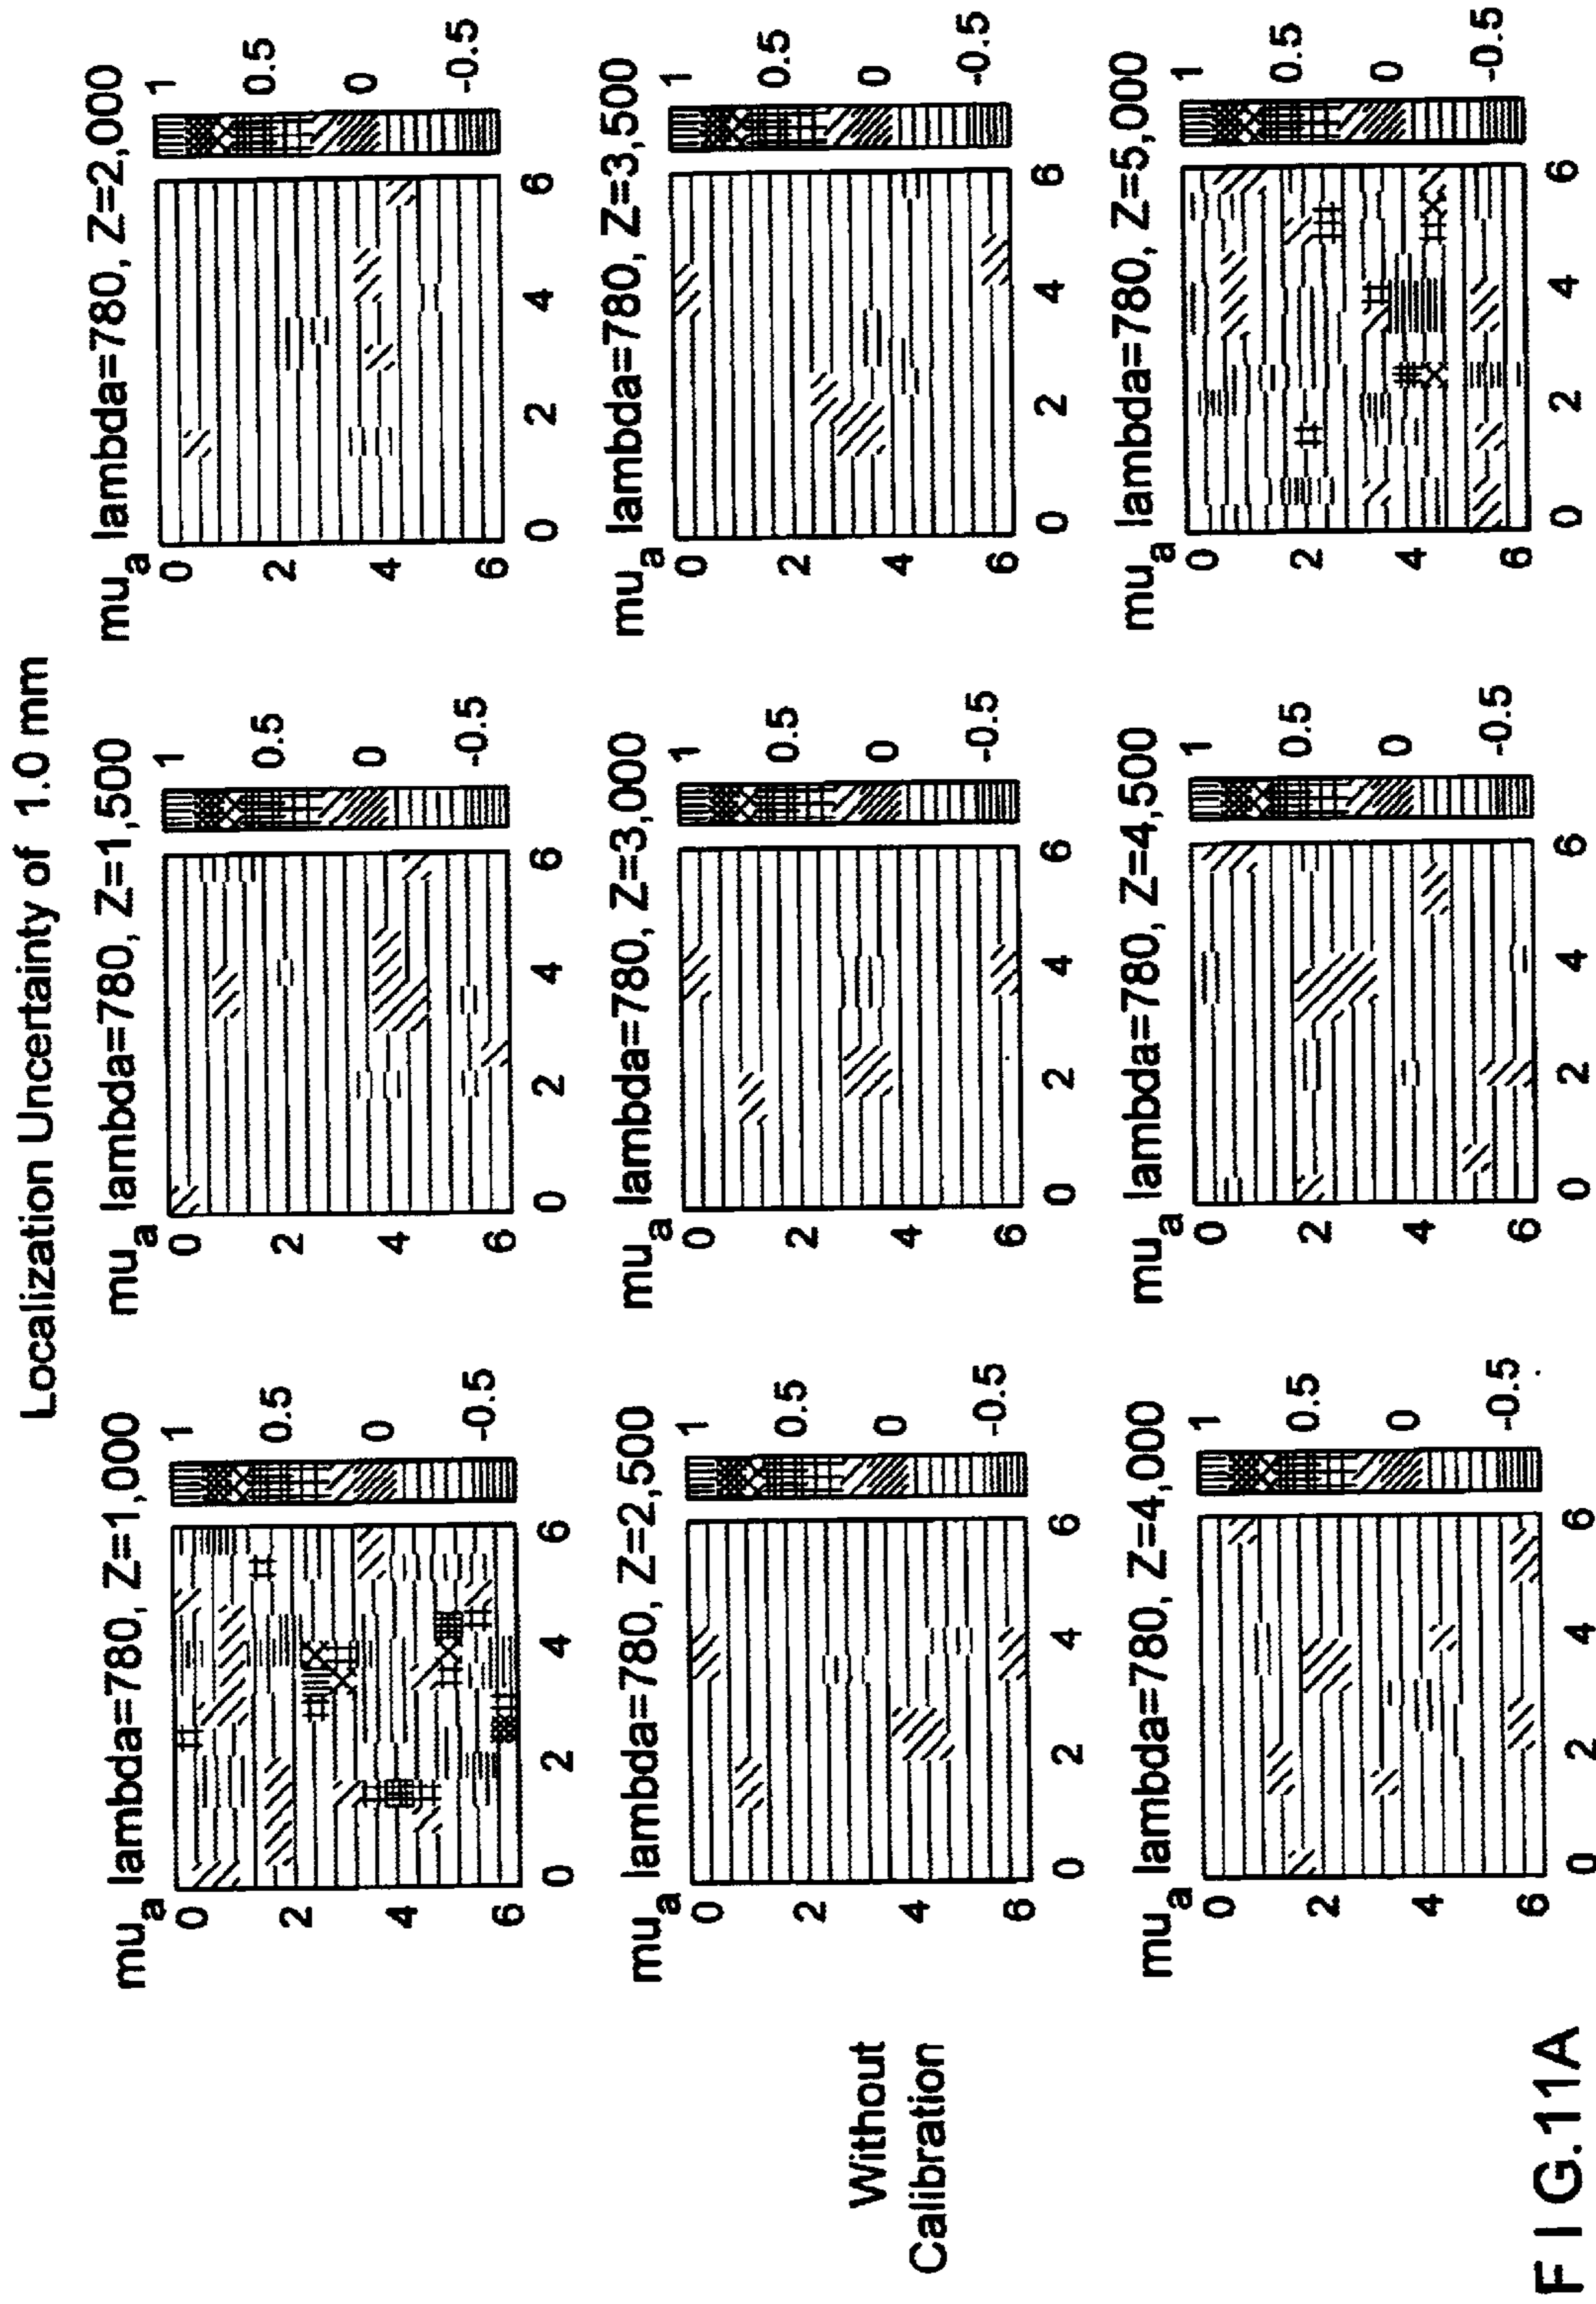 Localization Uncertainty of 1.0 mm
mu_a lambda=780, Z=1,000
mu_a lambda=780, Z=1,500
mu_a lambda=780, Z=2,000
0 2 4 6
0 2 4 6
1 0.5 0 -0.5
0 2 4 6
0 2 4 6
1 0.5 0 -0.5
0 2 4 6
0 2 4 6
1 0.5 0 -0.5
Without
Calibration
mu_a lambda=780, Z=2,500
mu_a lambda=780, Z=3,000
mu_a lambda=780, Z=3,500
0 2 4 6
0 2 4 6
1 0.5 0 -0.5
0 2 4 6
0 2 4 6
1 0.5 0 -0.5
0 2 4 6
0 2 4 6
1 0.5 0 -0.5
mu_a lambda=780, Z=4,000
mu_a lambda=780, Z=4,500
mu_a lambda=780, Z=5,000
0 2 4 6
0 2 4 6
1 0.5 0 -0.5
0 2 4 6
0 2 4 6
1 0.5 0 -0.5
0 2 4 6
0 2 4 6
1 0.5 0 -0.5
FIG.11A